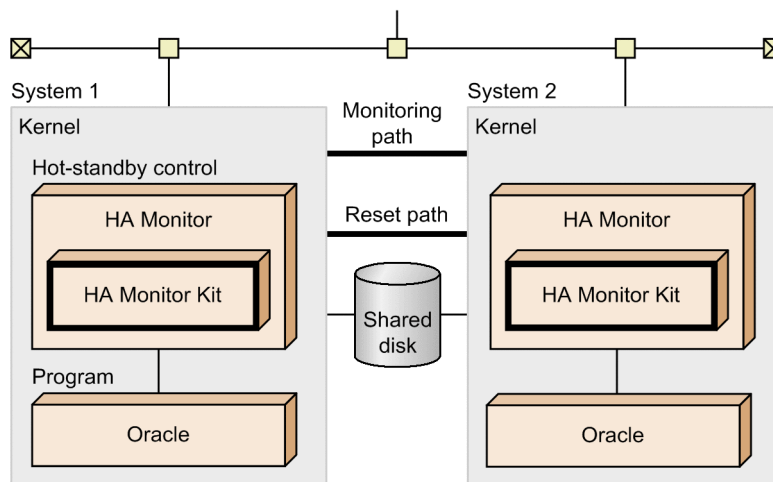 System 1
Kernel
Hot-standby control
HA Monitor
HA Monitor Kit
Program
Oracle
Monitoring
path
Reset path
Shared
disk
System 2
Kernel
HA Monitor
HA Monitor Kit
Oracle